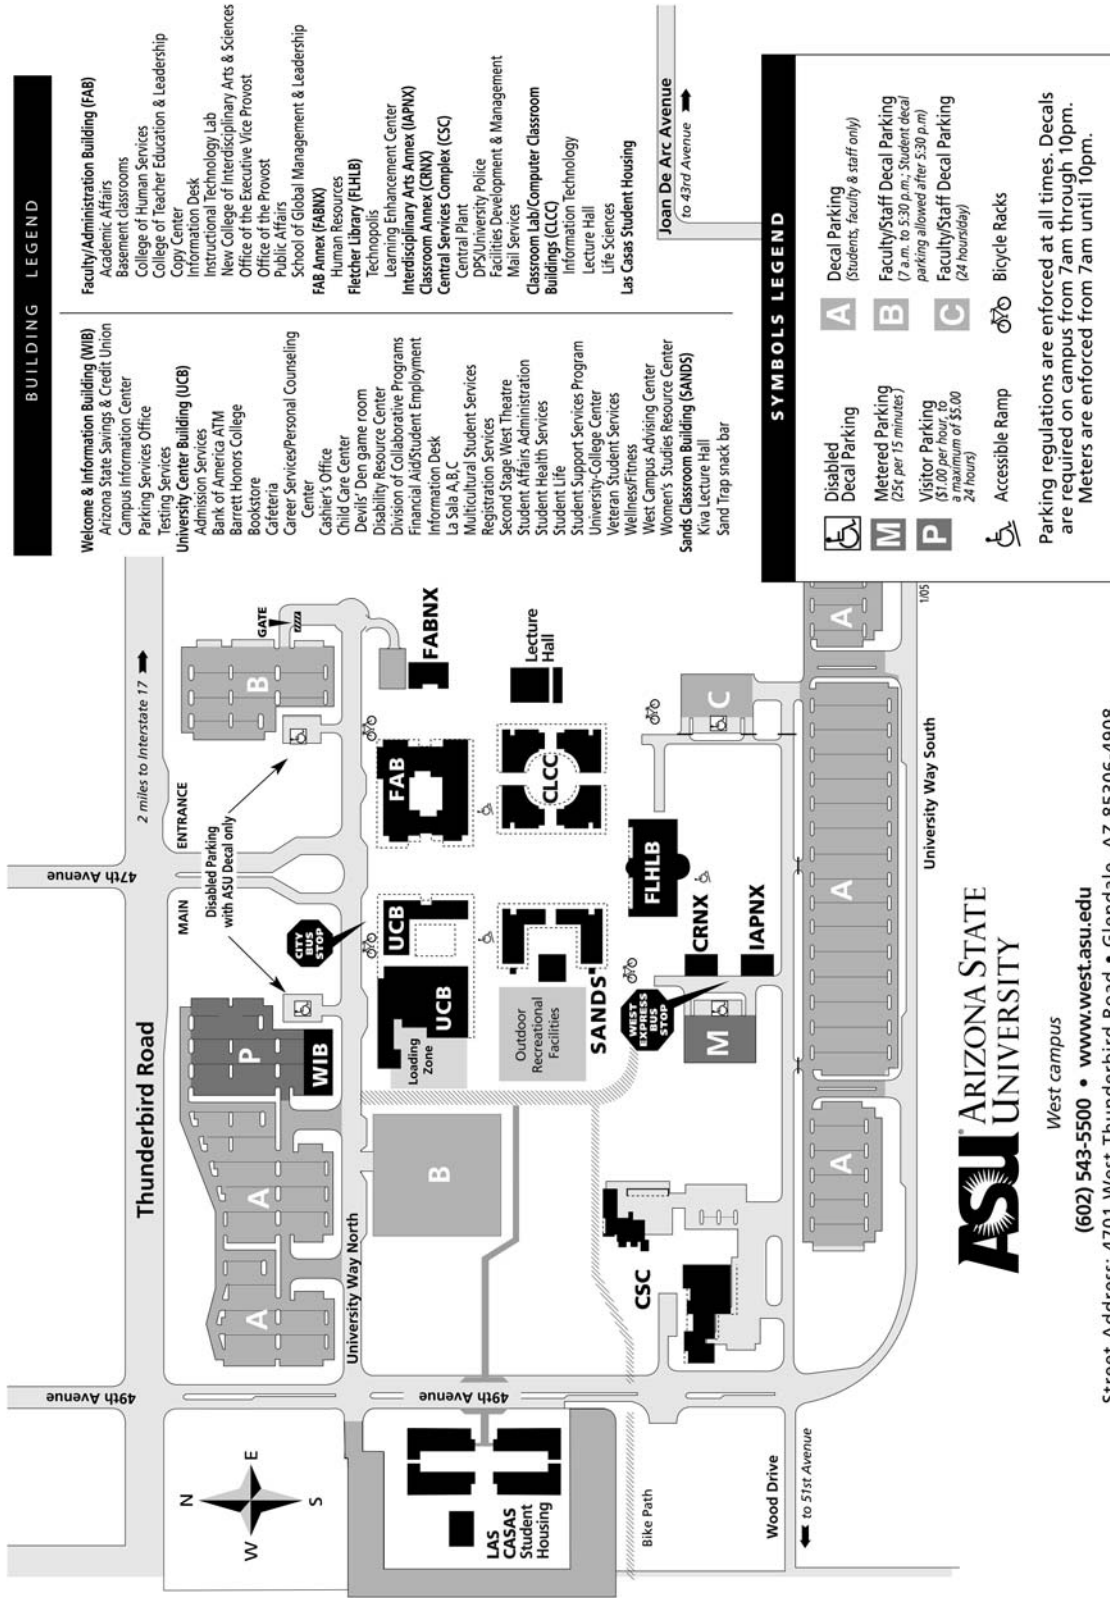 BUILDING LEGEND
Welcome & Information Building (WIB)
Arizona State Savings & Credit Union
Campus Information Center
Parking Services Office
Testing Services
University Center Building (UCB)
Admission Services
Bank of America ATM
Barrett Honors College
Bookstore
Cafeteria
Career Services/Personal Counseling
Center
Cashier's Office
Child Care Center
Devils' Den game room
Disability Resource Center
Division of Collaborative Programs
Financial Aid/Student Employment
Information Desk
La Sala A,B,C
Multicultural Student Services
Registration Services
Second Stage West Theatre
Student Affairs Administration
Student Health Services
Student Life
Student Support Services Program
University-College Center
Veteran Student Services
Wellness/Fitness
West Campus Advising Center
Women's Studies Resource Center
Sands Classroom Building (SANDS)
Kiva Lecture Hall
Sand Trap snack bar
Faculty/Administration Building (FAB)
Academic Affairs
Basement classrooms
College of Human Services
College of Teacher Education & Leadership
Copy Center
Information Desk
Instructional Technology Lab
New College of Interdisciplinary Arts & Sciences
Office of the Executive Vice Provost
Office of the Provost
Public Affairs
School of Global Management & Leadership
FAB Annex (FABNX)
Human Resources
Fletcher Library (FLHLB)
Technopolis
Learning Enhancement Center
Interdisciplinary Arts Annex (IAPNX)
Classroom Annex (CRNX)
Central Services Complex (CSC)
Central Plant
DPS/University Police
Facilities Development & Management
Mail Services
Classroom Lab/Computer Classroom
Buildings (CLCC)
Information Technology
Lecture Hall
Life Sciences
Las Casas Student Housing
Joan De Arc Avenue
to 43rd Avenue
SYMBOLS LEGEND
Disabled
Decal Parking
M
Metered Parking
(25¢ per 15 minutes)
P
Visitor Parking
($1.00 per hour, to
a maximum of $5.00
24 hours)
Accessible Ramp
A
Decal Parking
(Students, faculty & staff only)
B
Faculty/Staff Decal Parking
(7 a.m. to 5:30 p.m.; Student decal
parking allowed after 5:30 p.m)
C
Faculty/Staff Decal Parking
(24 hours/day)
Bicycle Racks
Parking regulations are enforced at all times. Decals
are required on campus from 7am through 10pm.
Meters are enforced from 7am until 10pm.
49th Avenue
Thunderbird Road
47th Avenue
2 miles to Interstate 17
MAIN
ENTRANCE
Disabled Parking
with ASU Decal only
GATE
N
W
E
S
A
A
P
WIB
B
CITY
BUS
STOP
University Way North
49th Avenue
B
Loading
Zone
UCB
UCB
FAB
FABNX
LAS
CASAS
Student
Housing
Outdoor
Recreational
Facilities
SANDS
CLCC
Lecture
Hall
CSC
WEST
EXPRESS
BUS
STOP
M
CRNX
IAPNX
FLHLB
C
Bike Path
Wood Drive
to 51st Avenue
A
A
A
University Way South
1/05
ASU ARIZONA STATE
UNIVERSITY
West campus
(602) 543-5500 • www.west.asu.edu
Street Address: 4701 West Thunderbird Road • Glendale, AZ 85306-4908